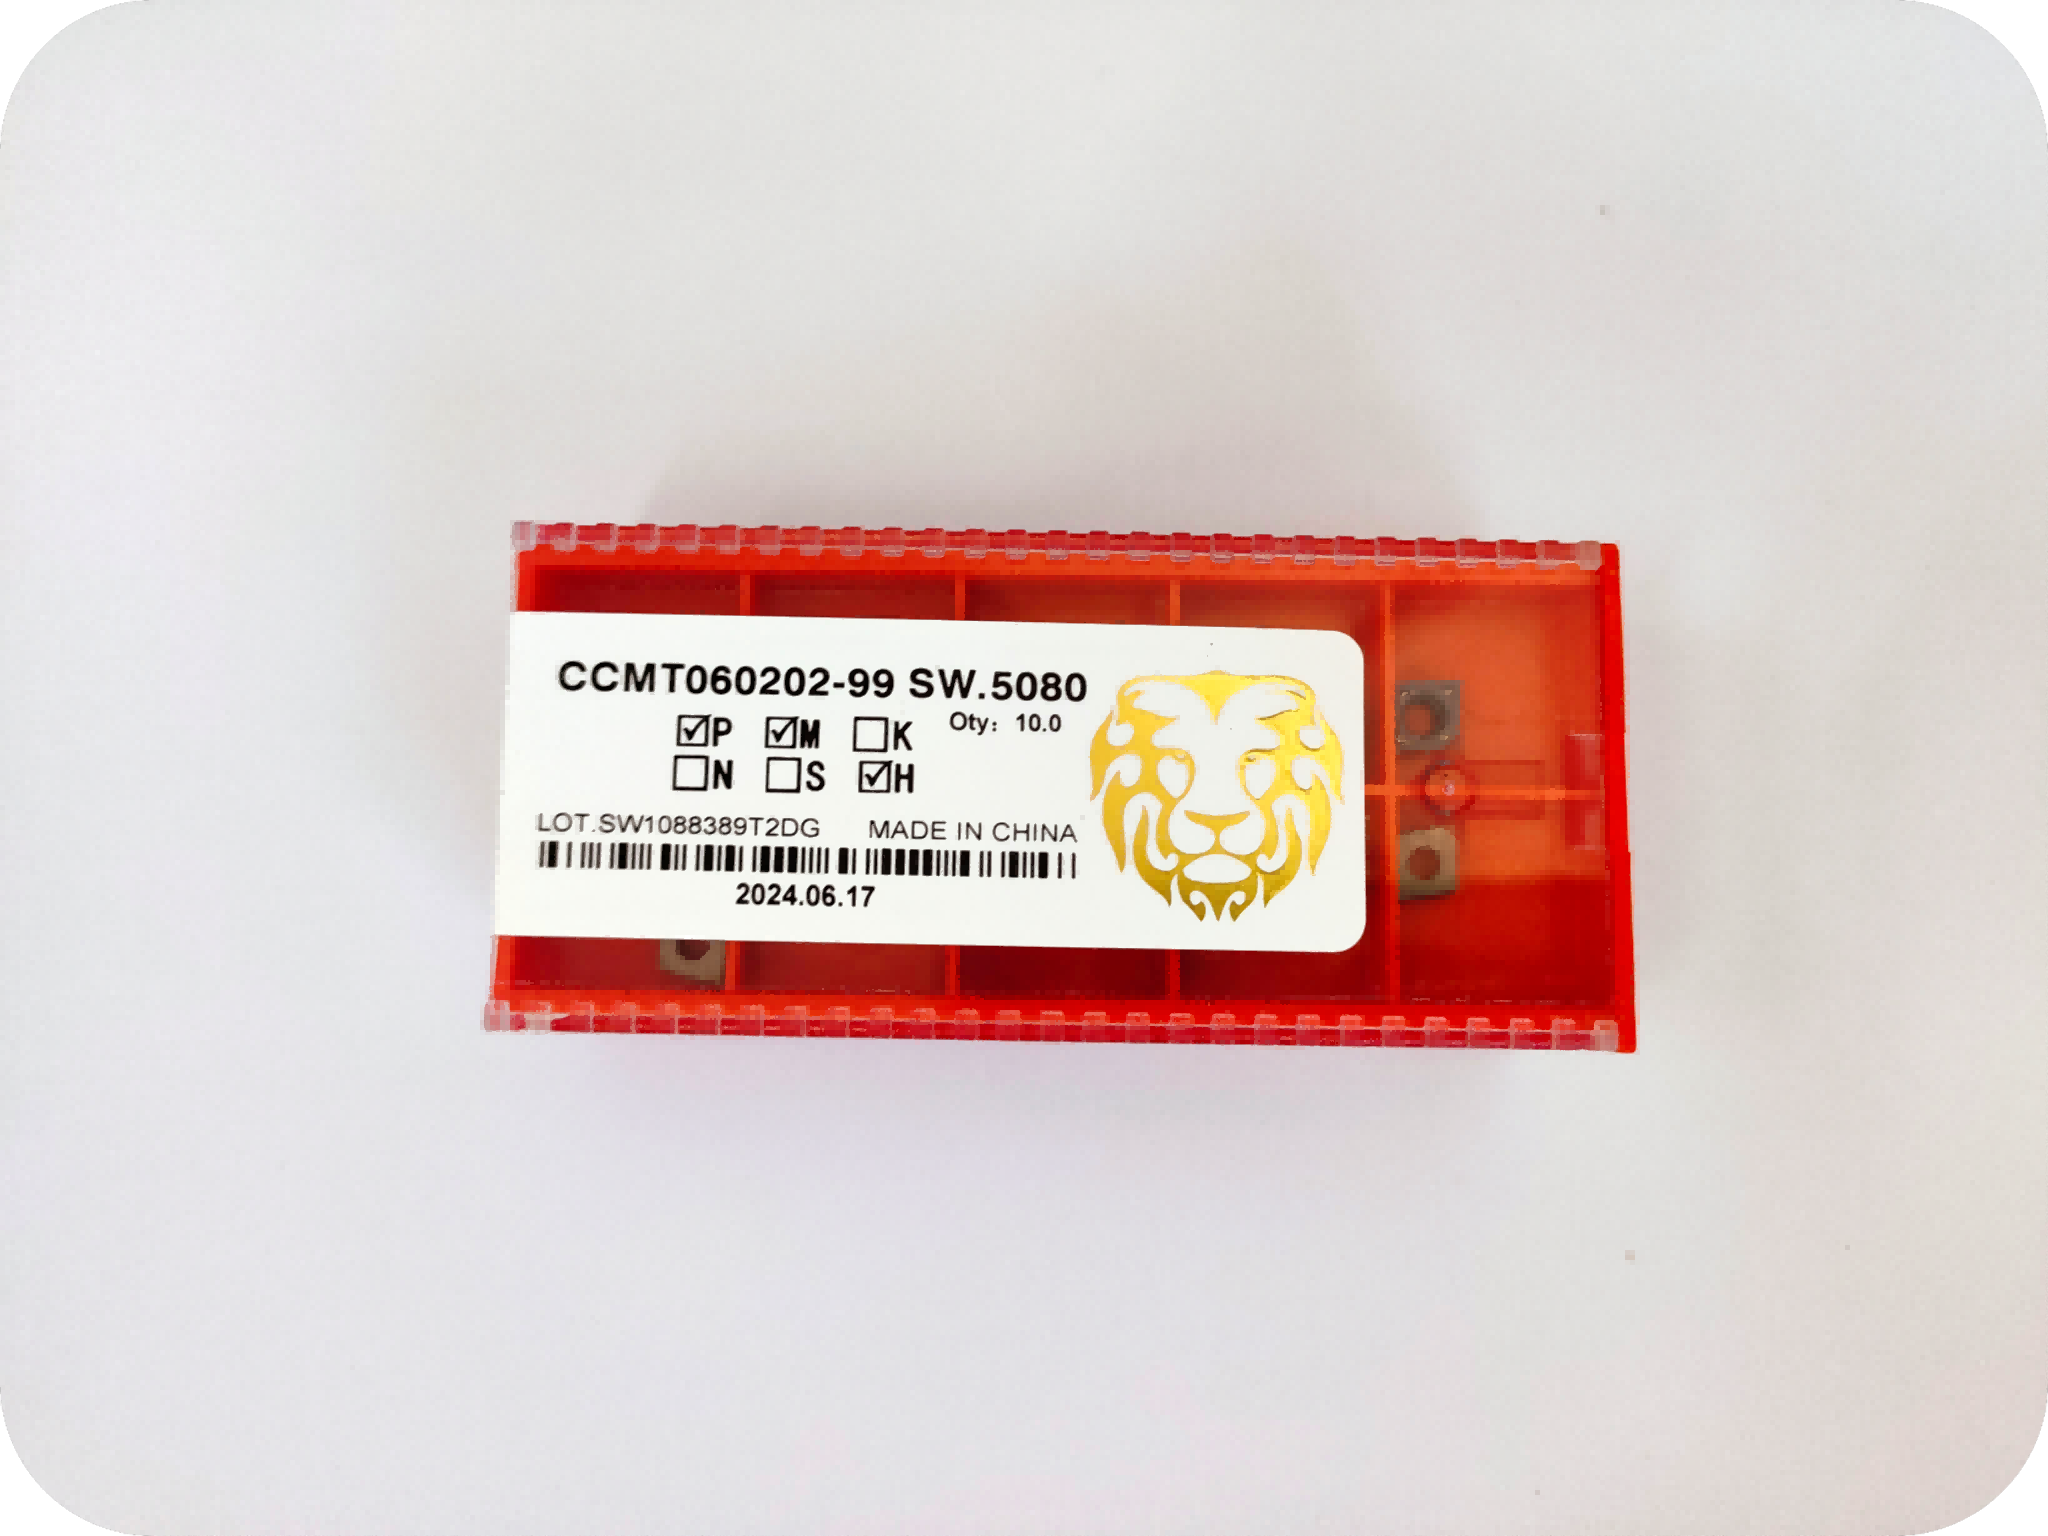 CCMT060202-99 SW.5080
☑P ☑M ☐K Qty: 10.0
☐N ☐S ☑H
LOT.SW1088389T2DG MADE IN CHINA
2024.06.17